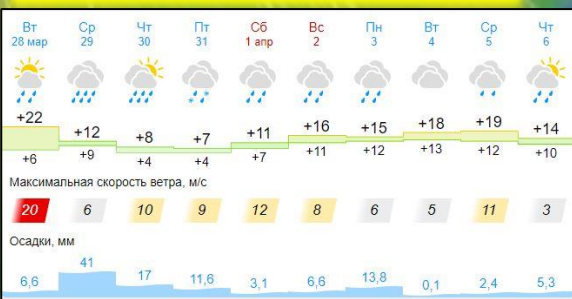 Вт Ср Чт Пт Сб Вс Пн Вт Ср Чт
28 мар 29 30 31 1 апр 2 3 4 5 6
+22 +12 +8 +7 +11 +16 +15 +18 +19 +14
+6 +9 +4 +4 +7 +11 +12 +13 +12 +10
Максимальная скорость ветра, м/с
20 6 10 9 12 8 6 5 11 3
Осадки, мм
6,6 41 17 11,6 3,1 6,6 13,8 0,1 2,4 5,3